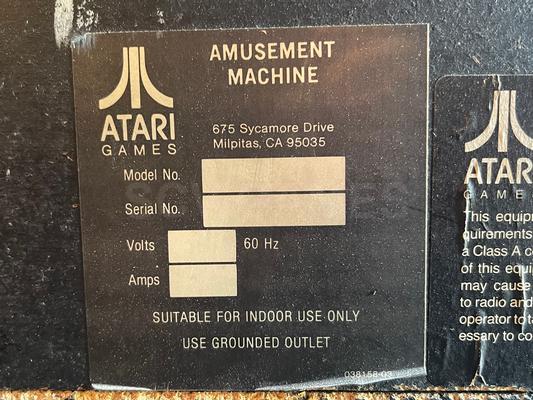 AMUSEMENT
MACHINE
ATARI
GAMES
675 Sycamore Drive
Milpitas, CA 95035
Model No.
Serial No.
Volts 60 Hz
Amps
SUITABLE FOR INDOOR USE ONLY
USE GROUNDED OUTLET
038158-03
ATAR
GAME
This equip
quirements
a Class A c
of this equi
may cause
to radio and
operator to ta
essary to co